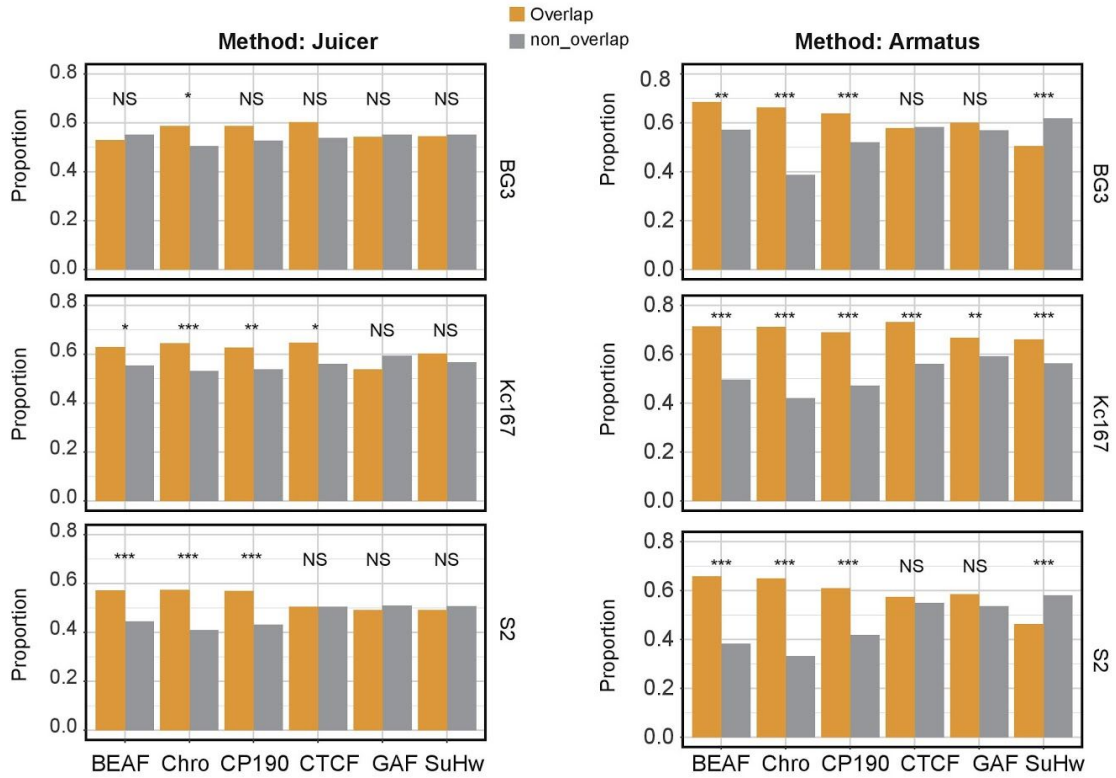 Overlap
non_overlap
Method: Juicer
Method: Armatus
Proportion
0.8
0.6
0.4
0.2
0.0
NS * NS NS NS NS
BG3
Proportion
0.8
0.6
0.4
0.2
0.0
* *** ** * NS NS
Kc167
Proportion
0.8
0.6
0.4
0.2
0.0
*** *** *** NS NS NS
S2
BEAF Chro CP190 CTCF GAF SuHw
Proportion
0.8
0.6
0.4
0.2
0.0
** *** *** NS NS ***
BG3
Proportion
0.8
0.6
0.4
0.2
0.0
*** *** *** *** ** ***
Kc167
Proportion
0.8
0.6
0.4
0.2
0.0
*** *** *** NS NS ***
S2
BEAF Chro CP190 CTCF GAF SuHw